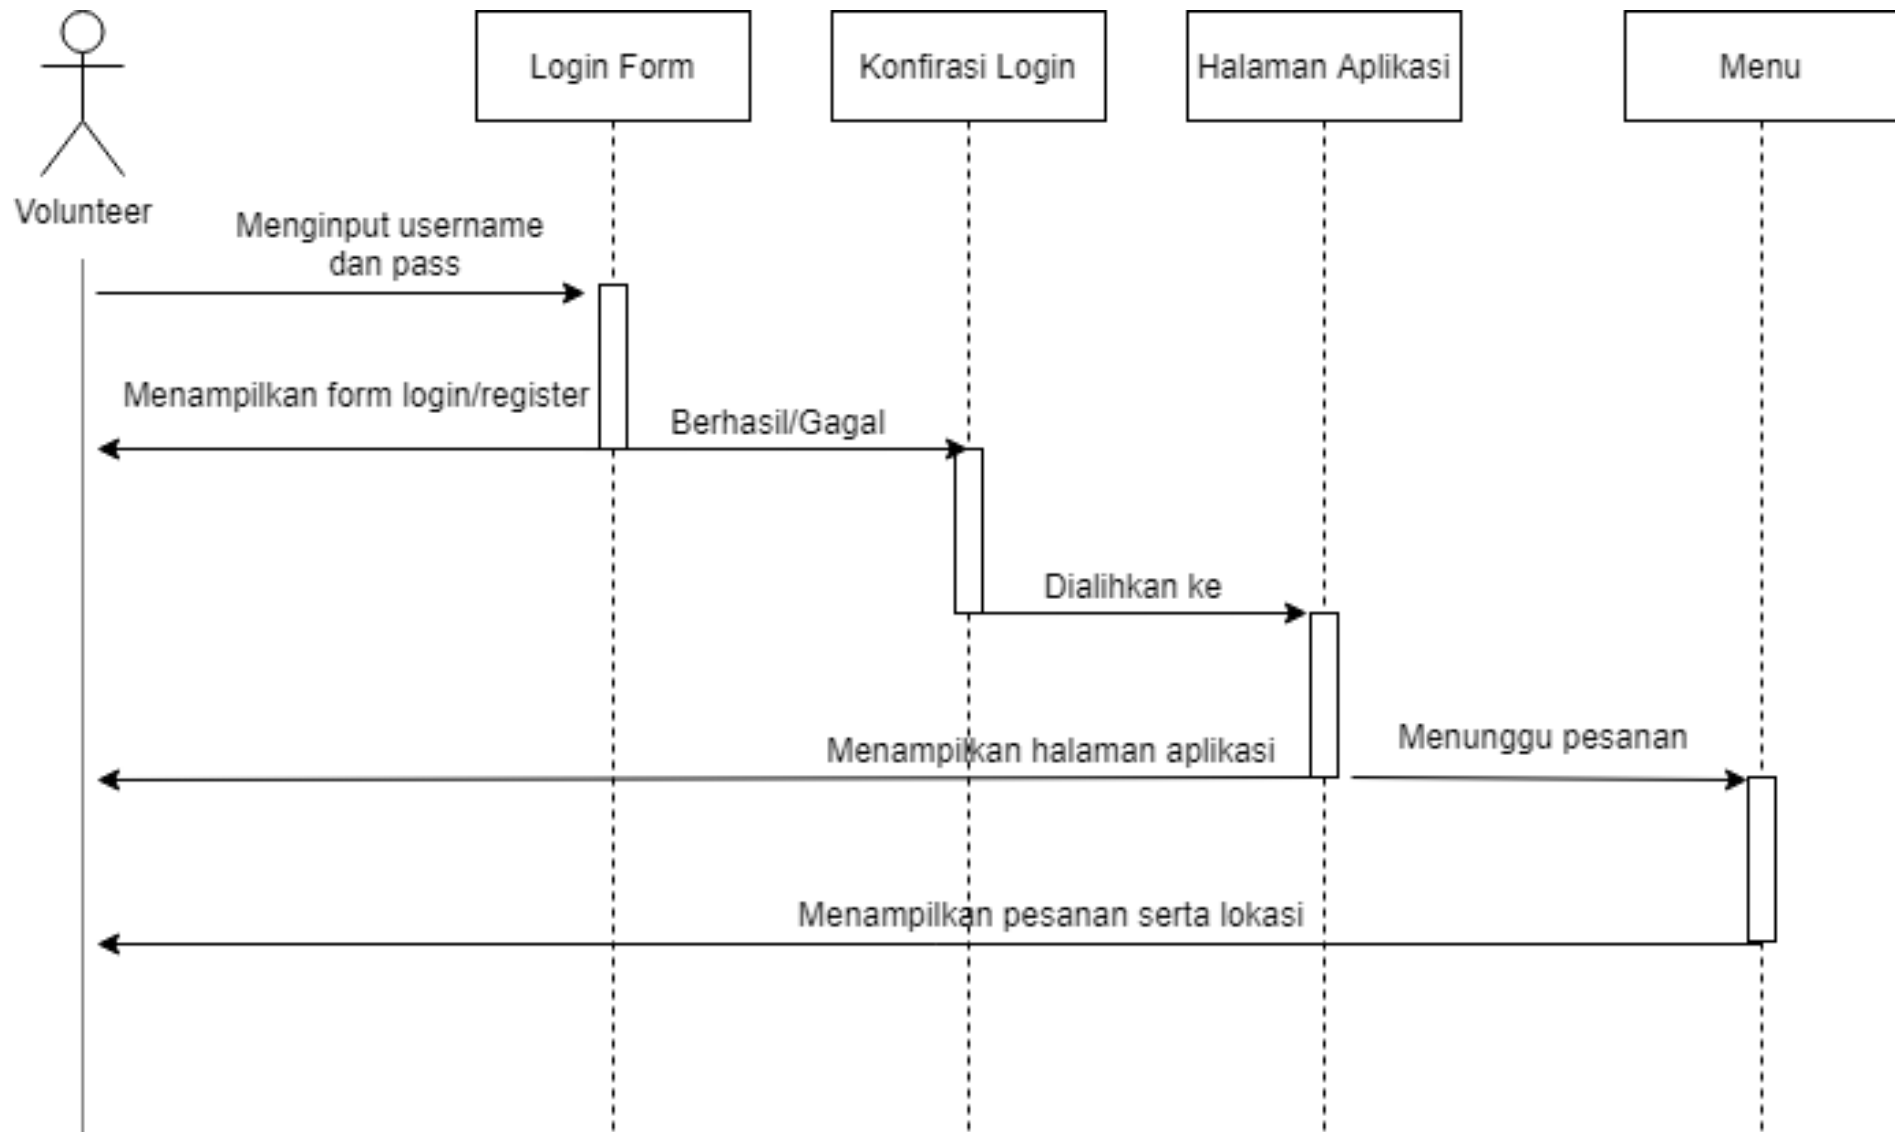 Login Form
Konfirasi Login
Halaman Aplikasi
Menu
Volunteer
Menginput username
dan pass
Menampilkan form login/register
Berhasil/Gagal
Dialihkan ke
Menampilkan halaman aplikasi
Menunggu pesanan
Menampilkan pesanan serta lokasi